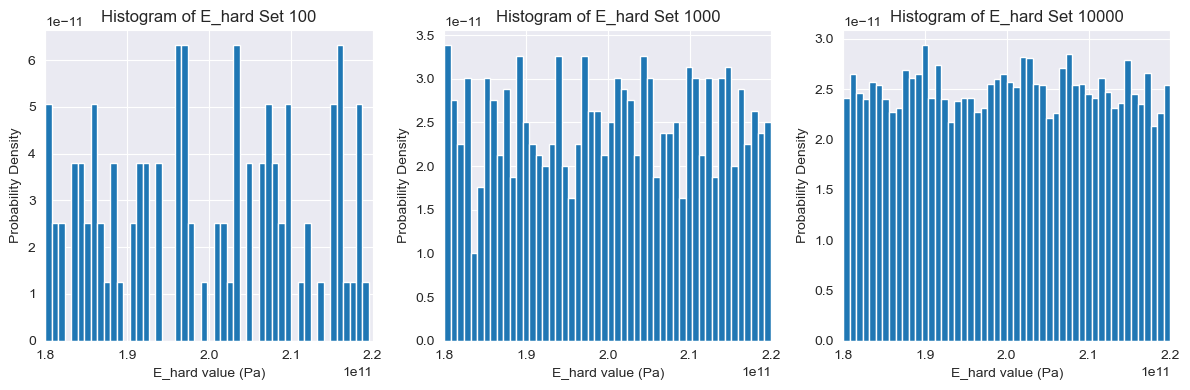 Histogram of E_hard Set 100
1e−11
6
5
4
3
2
1
0
Probability Density
1.8
1.9
2.0
2.1
2.2
1e11
E_hard value (Pa)
Histogram of E_hard Set 1000
1e−11
3.5
3.0
2.5
2.0
1.5
1.0
0.5
0.0
Probability Density
1.8
1.9
2.0
2.1
2.2
1e11
E_hard value (Pa)
Histogram of E_hard Set 10000
1e−11
3.0
2.5
2.0
1.5
1.0
0.5
0.0
Probability Density
1.8
1.9
2.0
2.1
2.2
1e11
E_hard value (Pa)